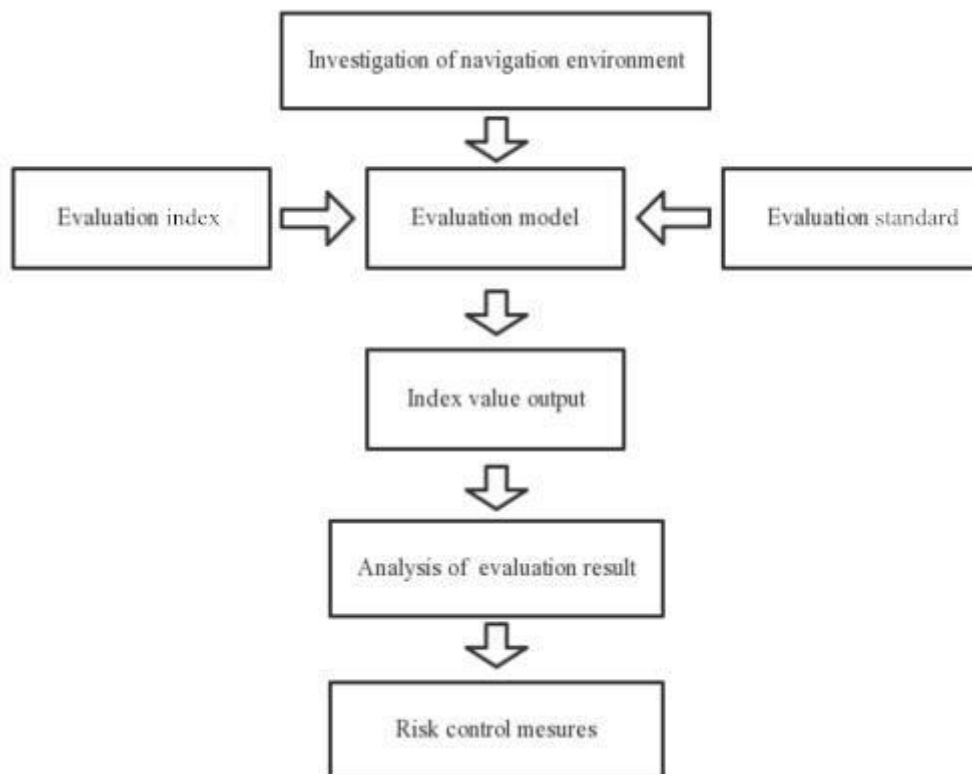 Investigation of navigation environment
Evaluation index
Evaluation model
Evaluation standard
Index value output
Analysis of evaluation result
Risk control mesures